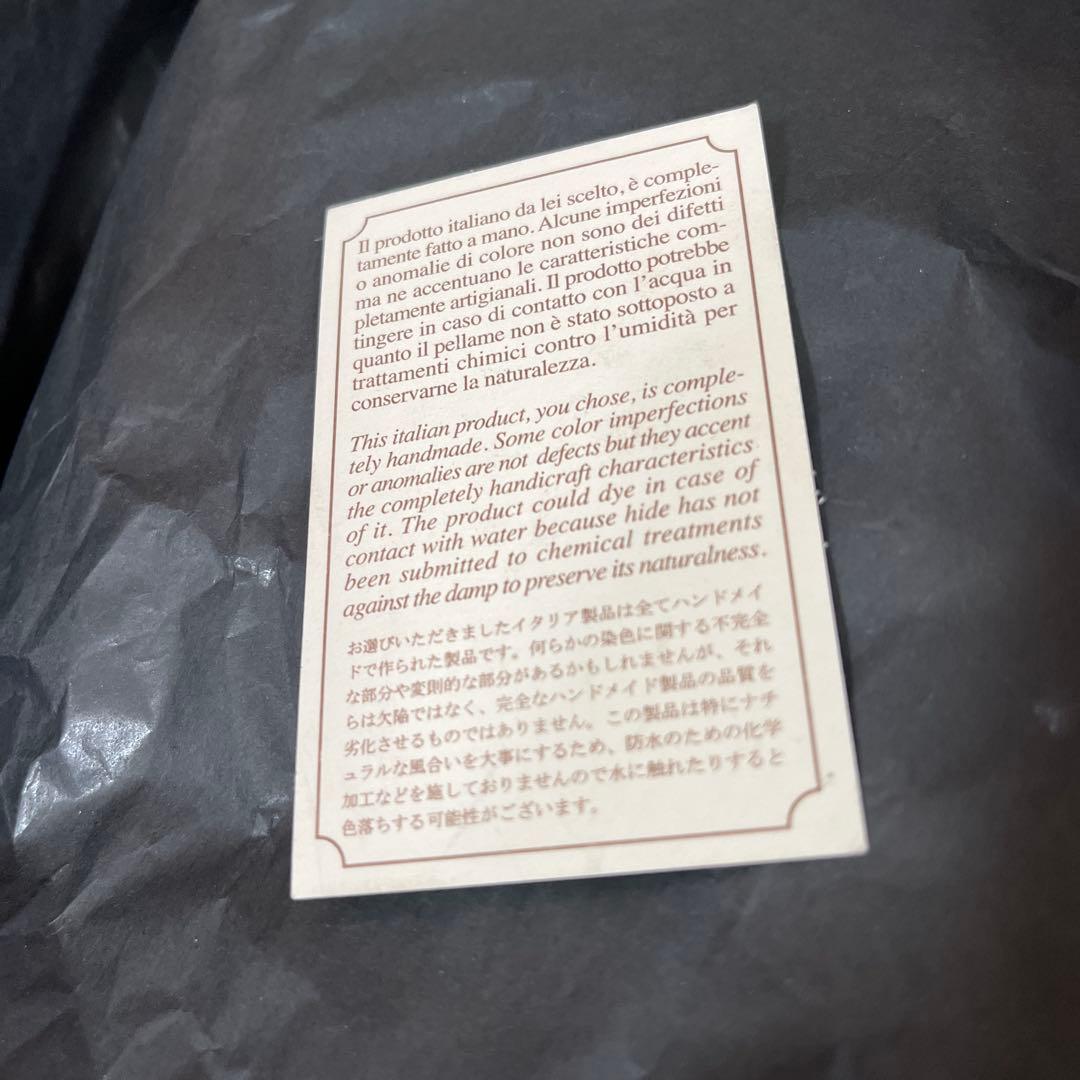 Il prodotto italiano da lei scelto, è comple-
tamente fatto a mano. Alcune imperfezioni
o anomalie di colore non sono dei difetti
ma ne accentuano le caratteristiche com-
pletamente artigianali. Il prodotto potrebbe
tingere in caso di contatto con l'acqua in
quanto il pellame non è stato sottoposto a
trattamenti chimici contro l'umidità per
conservarne la naturalezza.
This italian product, you chose, is comple-
tely handmade. Some color imperfections
or anomalies are not defects but they accent
the completely handicraft characteristics
of it. The product could dye in case of
contact with water because hide has not
been submitted to chemical treatments
against the damp to preserve its naturalness.
お選びいただきましたイタリア製品は全てハンドメイ
ドで作られた製品です。何らかの染色に関する不完全
な部分や変則的な部分があるかもしれませんが、それ
らは欠陥ではなく、完全なハンドメイド製品の品質を
劣化させるものではありません。この製品は特にナチ
ュラルな風合いを大事にするため、防水のための化学
加工などを施しておりませんので水に触れたりすると
色落ちする可能性がございます。